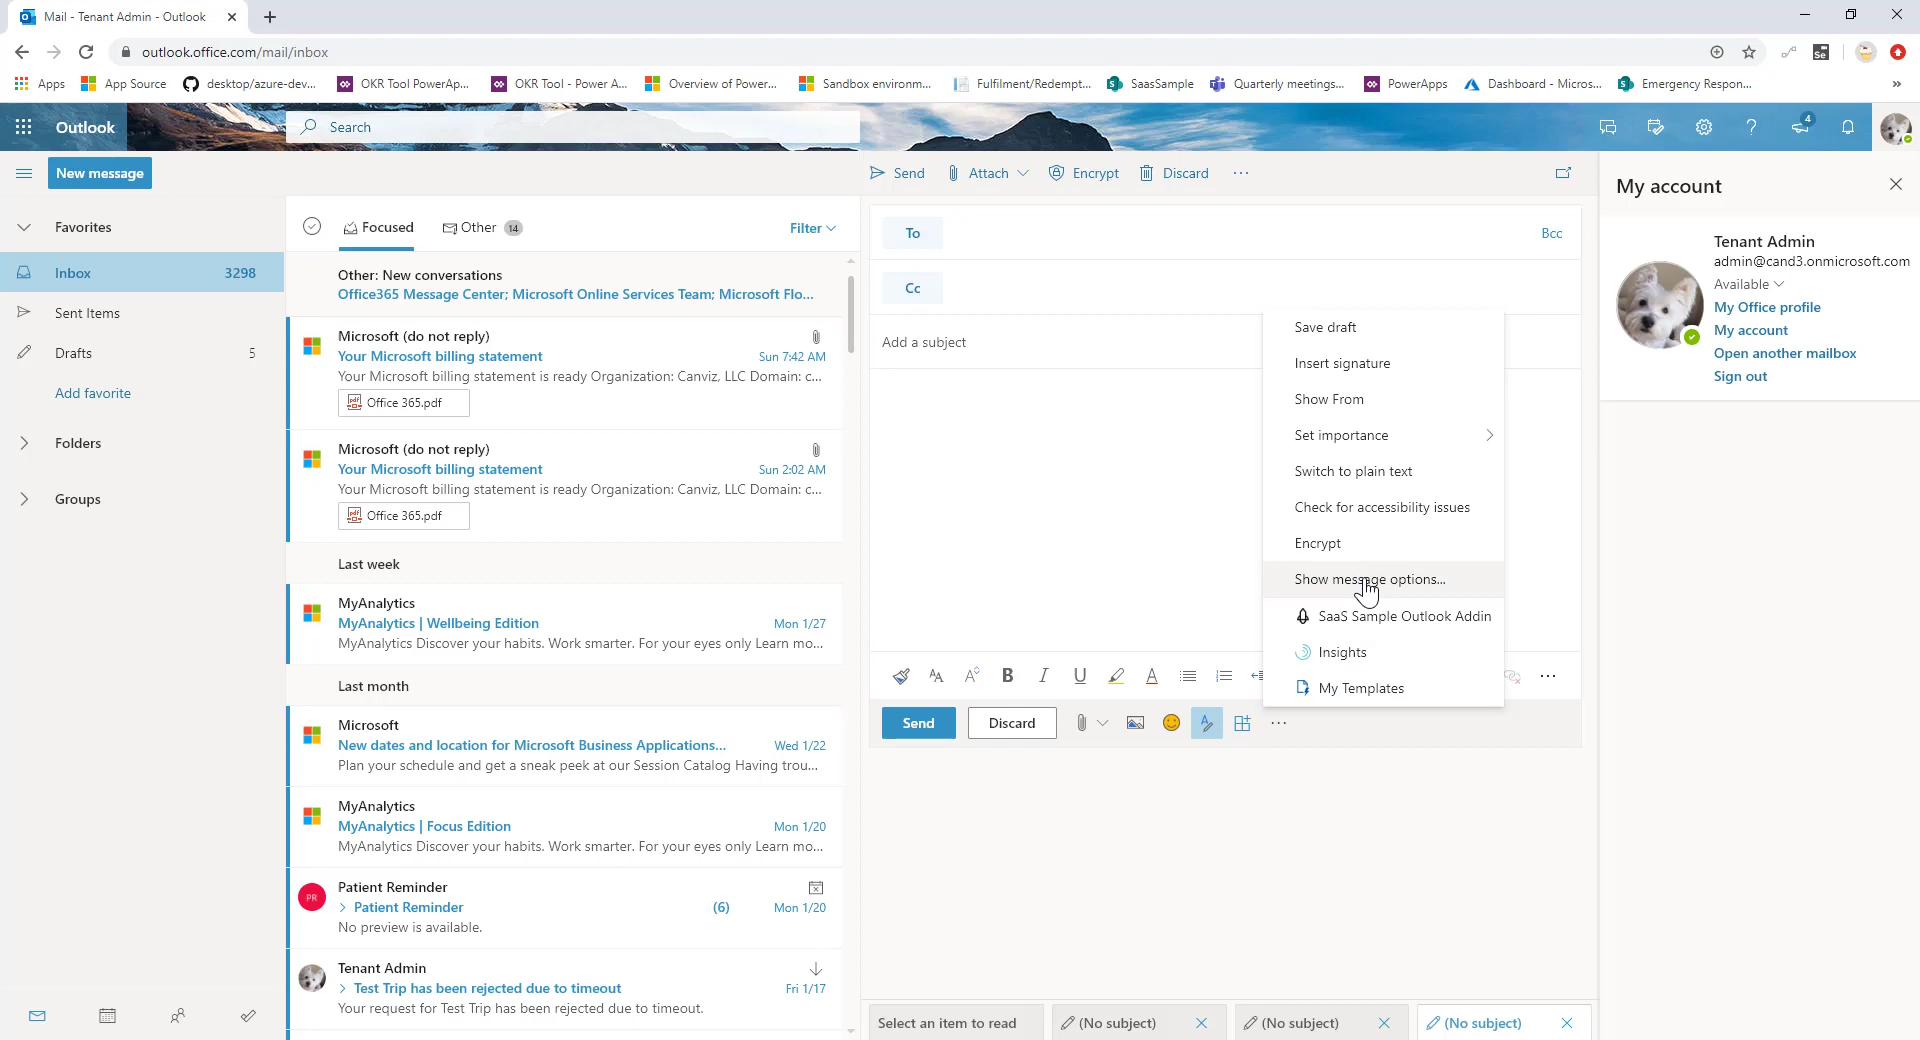 Mail - Tenant Admin - Outlook
outlook.office.com/mail/inbox
Apps
App Source
desktop/azure-dev...
OKR Tool PowerAp...
OKR Tool - Power A...
Overview of Power...
Sandbox environm...
Fulfilment/Redempt...
SaasSample
Quarterly meetings...
PowerApps
Dashboard - Micros...
Emergency Respon...
»
Outlook
Search
4
New message
Send
Attach
Encrypt
Discard
...
My account
Favorites
Inbox 3298
Sent Items
Drafts 5
Add favorite
Folders
Groups
Focused
Other 14
Filter
Other: New conversations
Office365 Message Center; Microsoft Online Services Team; Microsoft Flo...
Microsoft (do not reply)
Your Microsoft billing statement Sun 7:42 AM
Your Microsoft billing statement is ready Organization: Canviz, LLC Domain: c...
Office 365.pdf
Microsoft (do not reply)
Your Microsoft billing statement Sun 2:02 AM
Your Microsoft billing statement is ready Organization: Canviz, LLC Domain: c...
Office 365.pdf
Last week
MyAnalytics
MyAnalytics | Wellbeing Edition Mon 1/27
MyAnalytics Discover your habits. Work smarter. For your eyes only Learn mo...
Last month
Microsoft
New dates and location for Microsoft Business Applications... Wed 1/22
Plan your schedule and get a sneak peek at our Session Catalog Having trou...
MyAnalytics
MyAnalytics | Focus Edition Mon 1/20
MyAnalytics Discover your habits. Work smarter. For your eyes only Learn mo...
PR
Patient Reminder
> Patient Reminder (6) Mon 1/20
No preview is available.
Tenant Admin
> Test Trip has been rejected due to timeout Fri 1/17
Your request for Test Trip has been rejected due to timeout.
To
Bcc
Cc
Add a subject
Save draft
Insert signature
Show From
Set importance
Switch to plain text
Check for accessibility issues
Encrypt
Show message options...
SaaS Sample Outlook Addin
Insights
My Templates
Send
Discard
Select an item to read
(No subject)
(No subject)
(No subject)
Tenant Admin
admin@cand3.onmicrosoft.com
Available
My Office profile
My account
Open another mailbox
Sign out